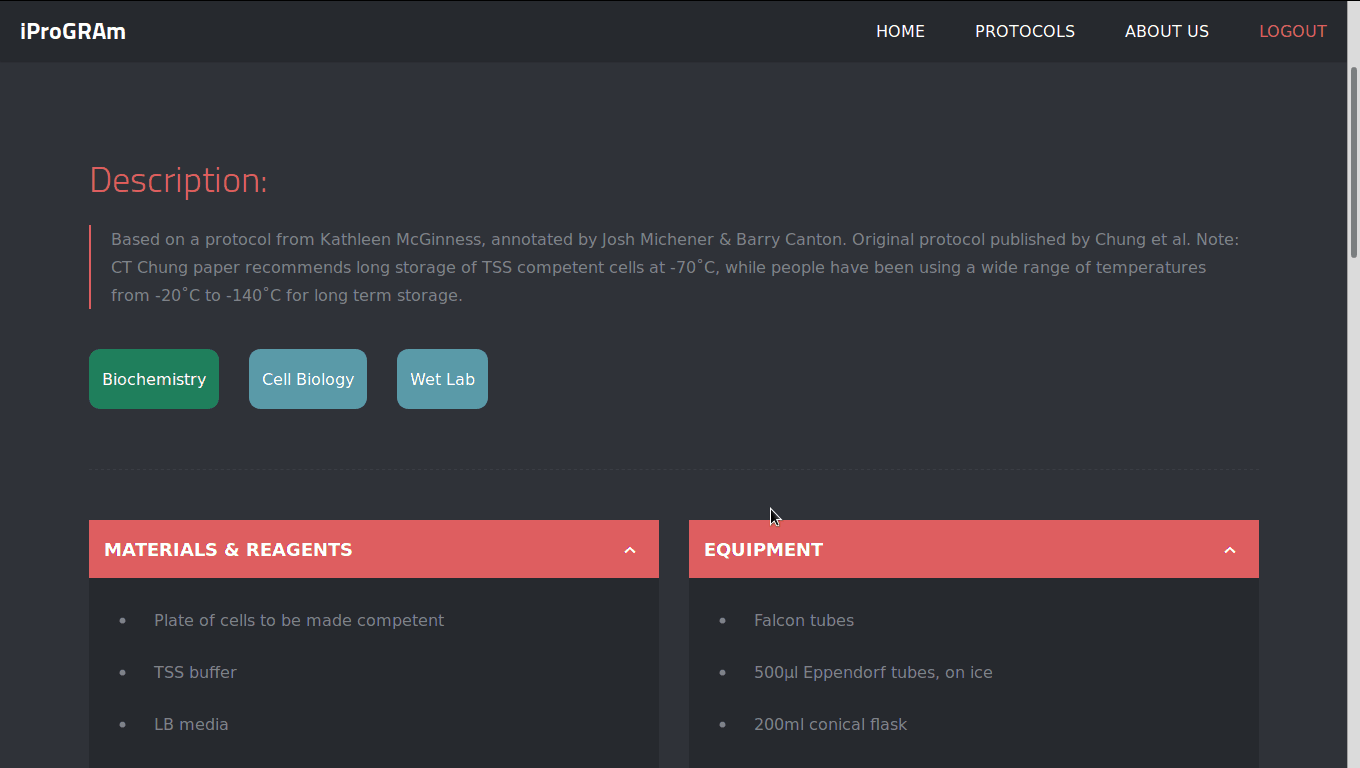 iProGRAm
HOME PROTOCOLS ABOUT US LOGOUT
Description:
Based on a protocol from Kathleen McGinness, annotated by Josh Michener & Barry Canton. Original protocol published by Chung et al. Note:
CT Chung paper recommends long storage of TSS competent cells at -70˚C, while people have been using a wide range of temperatures
from -20˚C to -140˚C for long term storage.
Biochemistry Cell Biology Wet Lab
MATERIALS & REAGENTS
• Plate of cells to be made competent
• TSS buffer
• LB media
EQUIPMENT
• Falcon tubes
• 500µl Eppendorf tubes, on ice
• 200ml conical flask